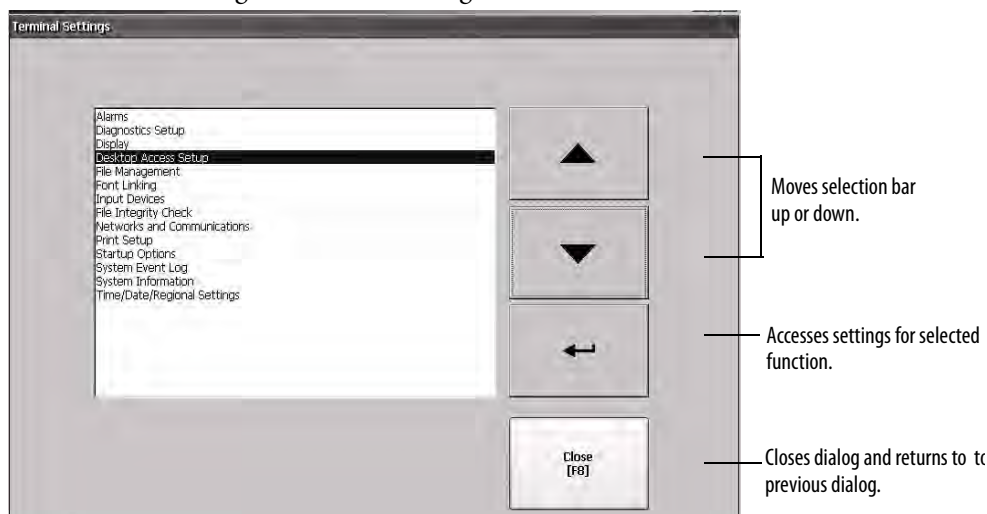 Terminal Settings
Alarms
Diagnostics Setup
Display
Desktop Access Setup
File Management
Font Linking
Input Devices
File Integrity Check
Networks and Communications
Print Setup
Startup Options
System Event Log
System Information
Time/Date/Regional Settings
Close
[F8]
Moves selection bar
up or down.
Accesses settings for selected
function.
Closes dialog and returns to to
previous dialog.